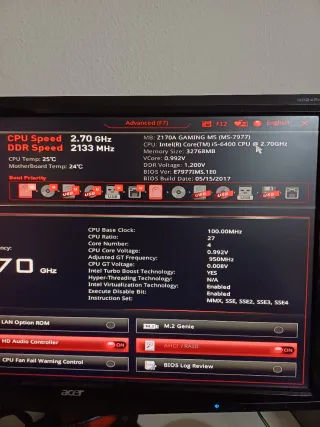 Advanced (F7)
F12
English
X
CPU Speed 2.70 GHz
DDR Speed 2133 MHz
CPU Temp: 25°C
MotherBoard Temp: 24°C
MB: Z170A GAMING M5 (MS-7977)
CPU: Intel(R) Core(TM) i5-6400 CPU @ 2.70GHz
Memory Size: 32768MB
VCore: 0.992V
DDR Voltage: 1.200V
BIOS Ver: E7977IMS.1E0
BIOS Build Date: 05/15/2017
Boot Priority
USB USB USB USB
70 GHz
CPU Base Clock: 100.00MHz
CPU Ratio: 27
Core Number: 4
CPU Core Voltage: 0.992V
Adjusted GT Frequency: 950MHz
CPU GT Voltage: 0.008V
Intel Turbo Boost Technology: YES
Hyper-Threading Technology: N/A
Intel Virtualization Technology: Enabled
Execute Disable Bit: Enabled
Instruction Set: MMX, SSE, SSE2, SSE3, SSE4
LAN Option ROM
M.2 Genie
HD Audio Controller ON
AHCI / RAID ON
CPU Fan Fail Warning Control
BIOS Log Review
acer